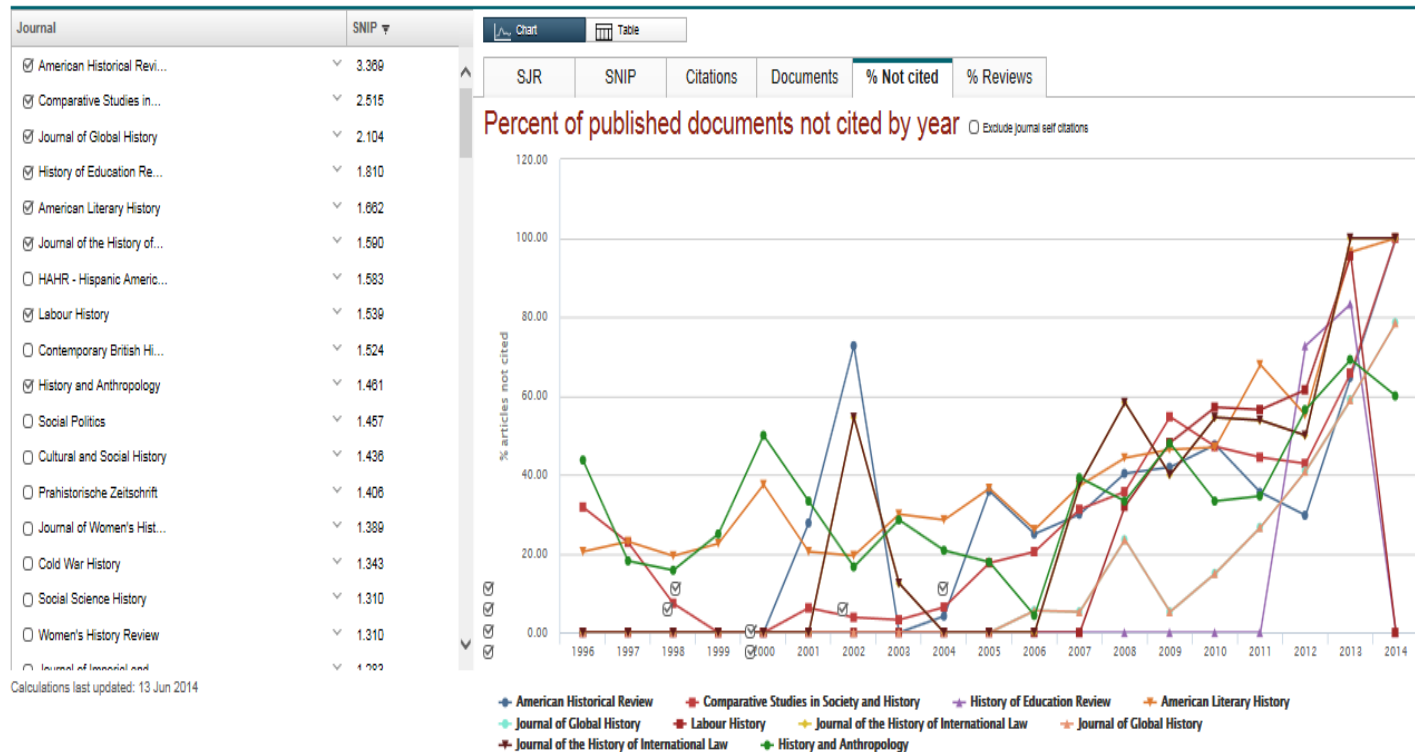 Journal SNIP
American Historical Revi... 3.369
Comparative Studies in... 2.515
Journal of Global History 2.104
History of Education Re... 1.810
American Literary History 1.662
Journal of the History of... 1.590
HAHR - Hispanic Americ... 1.583
Labour History 1.539
Contemporary British Hi... 1.524
History and Anthropology 1.461
Social Politics 1.457
Cultural and Social History 1.436
Prahistorische Zeitschrift 1.406
Journal of Women's Hist... 1.389
Cold War History 1.343
Social Science History 1.310
Women's History Review 1.310
Journal of Imperial and 1.283
Calculations last updated: 13 Jun 2014
Chart Table
SJR SNIP Citations Documents % Not cited % Reviews
Percent of published documents not cited by year Exclude journal self citations
120.00
100.00
80.00
60.00
40.00
20.00
0.00
% articles not cited
1996 1997 1998 1999 2000 2001 2002 2003 2004 2005 2006 2007 2008 2009 2010 2011 2012 2013 2014
American Historical Review Comparative Studies in Society and History History of Education Review American Literary History
Journal of Global History Labour History Journal of the History of International Law Journal of Global History
Journal of the History of International Law History and Anthropology